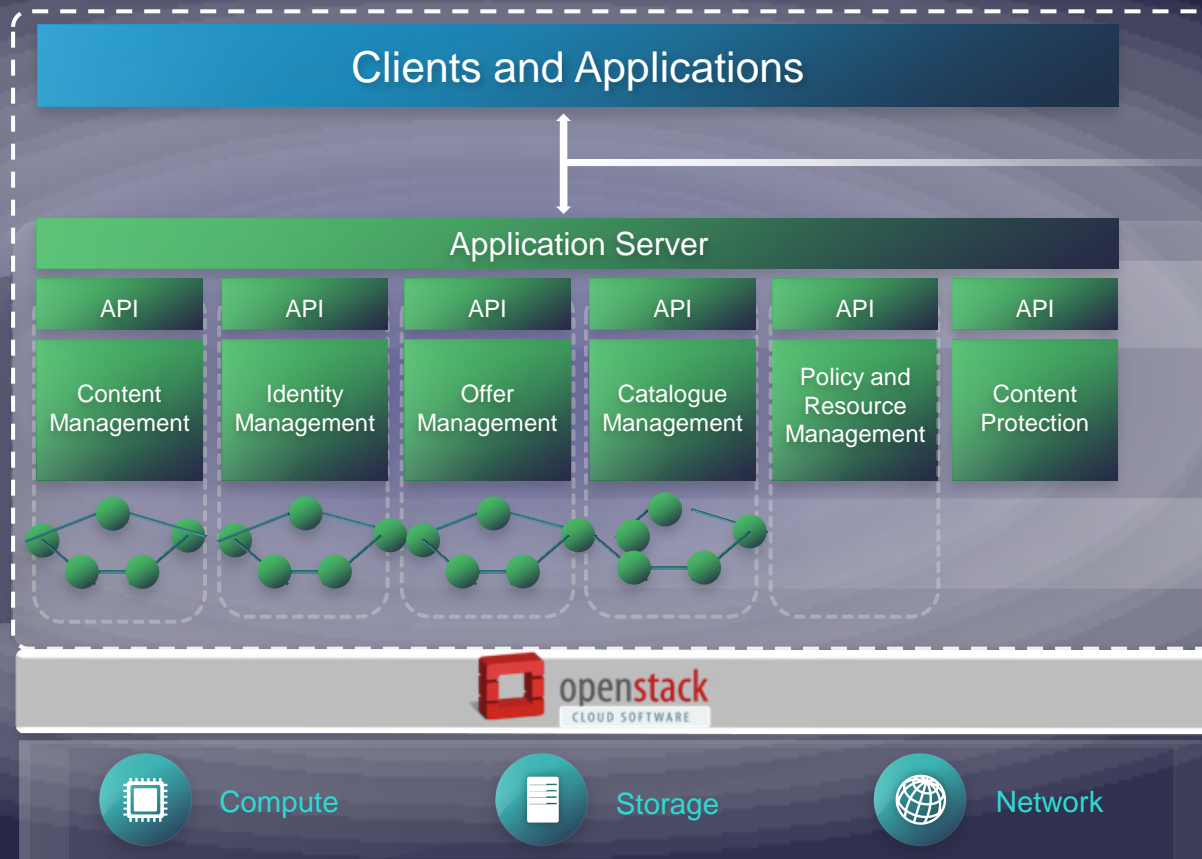 Clients and Applications
Application Server
API
API
API
API
API
API
Content
Management
Identity
Management
Offer
Management
Catalogue
Management
Policy and
Resource
Management
Content
Protection
openstack
CLOUD SOFTWARE
Compute
Storage
Network